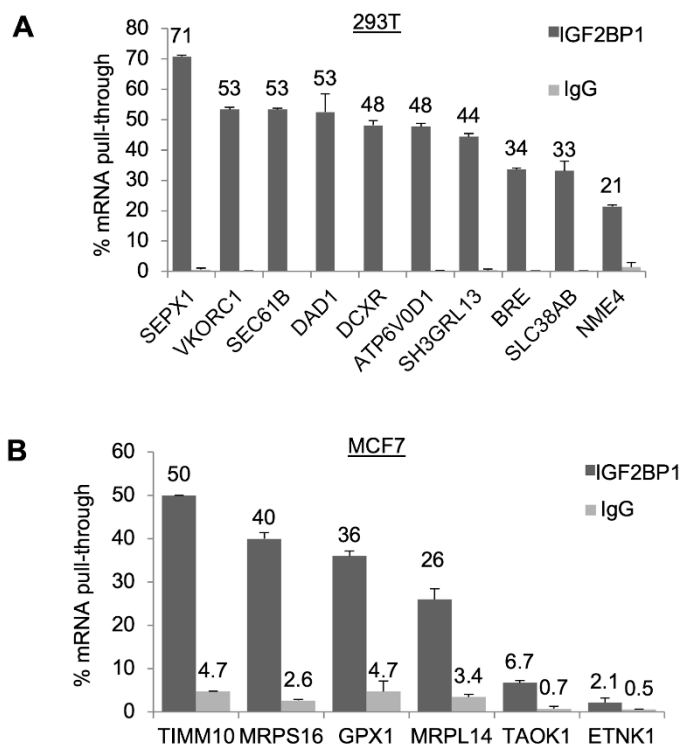 A
293T
IGF2BP1
IgG
% mRNA pull-through
80
70
60
50
40
30
20
10
0
71
53
53
53
48
48
44
34
33
21
SEPX1
VKORC1
SEC61B
DAD1
DCXR
ATP6V0D1
SH3GRL13
BRE
SLC38AB
NME4
B
MCF7
IGF2BP1
IgG
% mRNA pull-through
60
50
40
30
20
10
0
50
4.7
40
2.6
36
4.7
26
3.4
6.7
0.7
2.1
0.5
TIMM10 MRPS16 GPX1 MRPL14 TAOK1 ETNK1